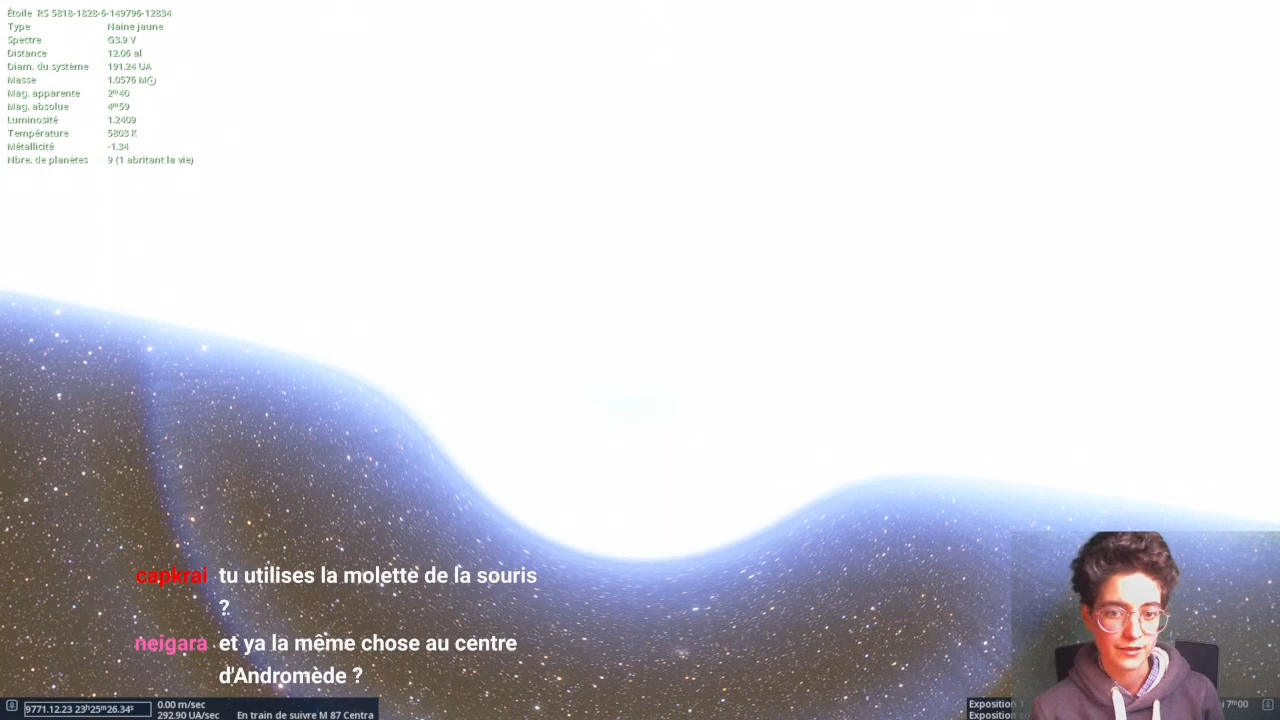 Étoile RS 5818-1828-6-149796-12834
Type Naine jaune
Spectre G3.9 V
Distance 12.06 al
Diam. du système 191.24 UA
Masse 1.0576 M☉
Mag. apparente 2ᵐ40
Mag. absolue 4ᵐ59
Luminosité 1.2409
Température 5803 K
Métallicité -1.34
Nbre. de planètes 9 (1 abritant la vie)
capkrai tu utilises la molette de la souris
?
neigara et ya la même chose au centre
d'Andromède ?
9771.12.23 23ʰ25ᵐ26.34ˢ
0.00 m/sec
292.90 UA/sec En train de suivre M 87 Centra
Exposition 7ᵐ00
Exposition